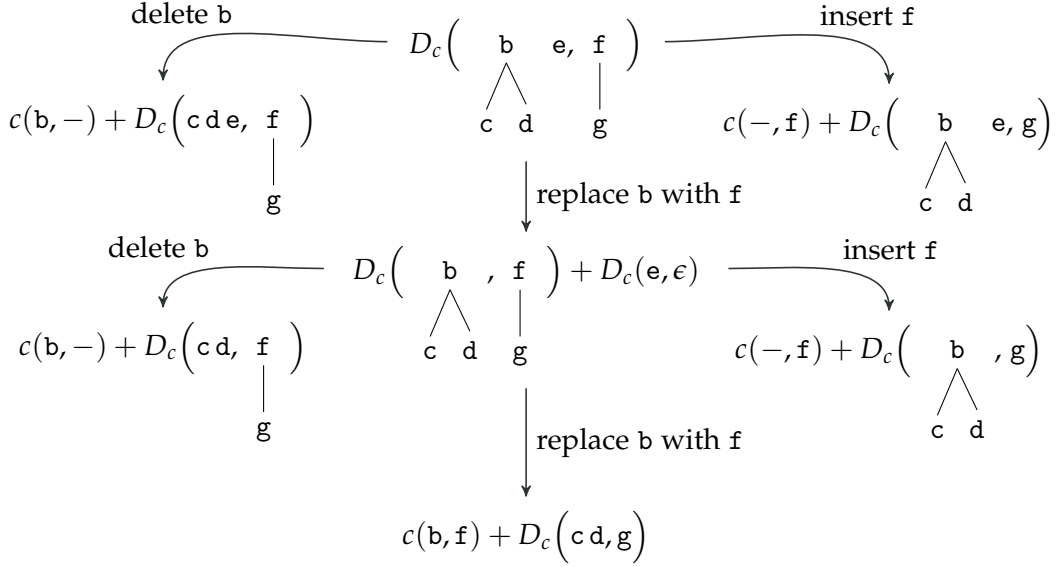 delete b
insert f
D_c( b e, f )
c d g
c(b, −) + D_c(c d e, f )
g
c(−, f) + D_c( b e, g)
c d
replace b with f
delete b
insert f
D_c( b , f ) + D_c(e, ϵ)
c d g
c(b, −) + D_c(c d, f )
g
c(−, f) + D_c( b , g)
c d
replace b with f
c(b, f) + D_c(c d, g)